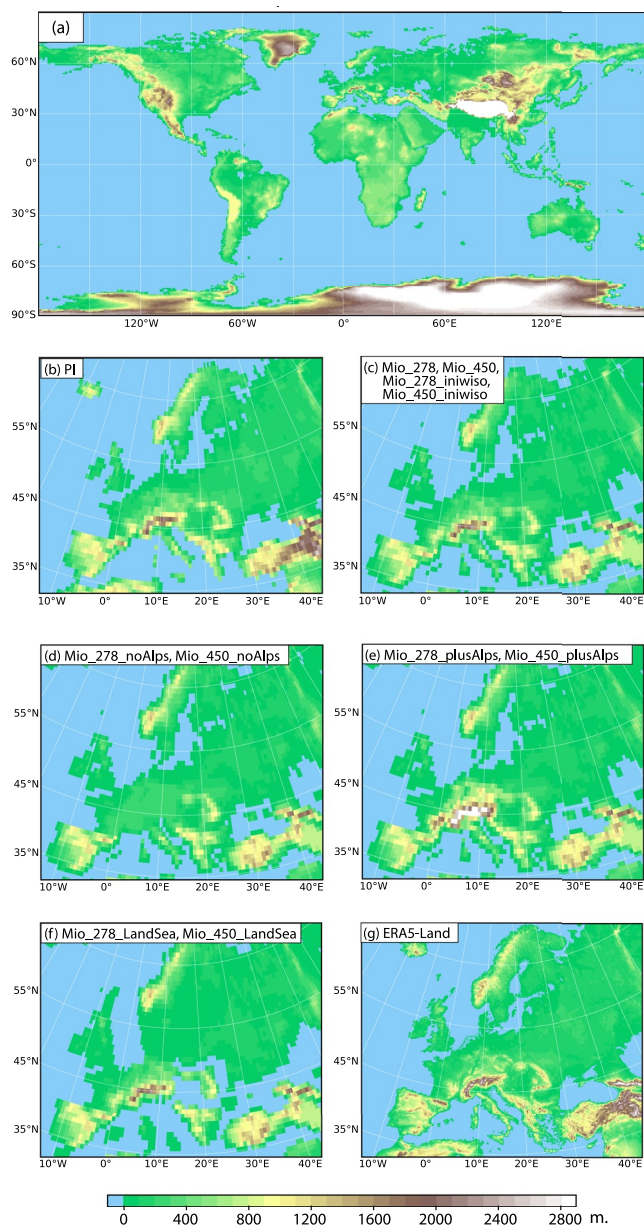 (a)
60°N
30°N
0°
30°S
60°S
90°S
120°W
60°W
0°
60°E
120°E
(b) PI
55°N
45°N
35°N
10°W
0°
10°E
20°E
30°E
40°E
(c) Mio_278, Mio_450,
Mio_278_iniwiso,
Mio_450_iniwiso
55°N
45°N
35°N
10°W
0°
10°E
20°E
30°E
40°E
(d) Mio_278_noAlps, Mio_450_noAlps
55°N
45°N
35°N
10°W
0°
10°E
20°E
30°E
40°E
(e) Mio_278_plusAlps, Mio_450_plusAlps
55°N
45°N
35°N
10°W
0°
10°E
20°E
30°E
40°E
(f) Mio_278_LandSea, Mio_450_LandSea
55°N
45°N
35°N
10°W
0°
10°E
20°E
30°E
40°E
(g) ERA5-Land
55°N
45°N
35°N
10°W
0°
10°E
20°E
30°E
40°E
0 400 800 1200 1600 2000 2400 2800 m.